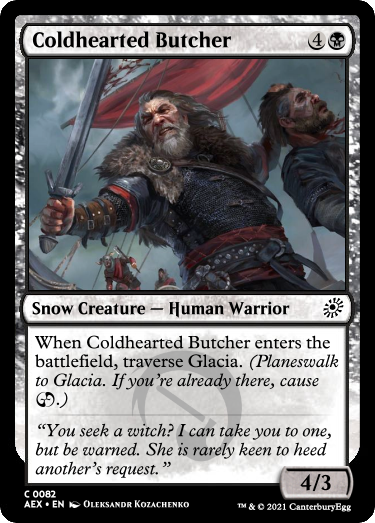 Coldhearted Butcher 4
Snow Creature — Human Warrior
When Coldhearted Butcher enters the
battlefield, traverse Glacia. (Planeswalk
to Glacia. If you're already there, cause
.)
“You seek a witch? I can take you to one,
but be warned. She is rarely keen to heed
another's request.”
4/3
C 0082
AEX • EN Oleksandr Kozachenko
™ & © 2021 CanterburyEgg